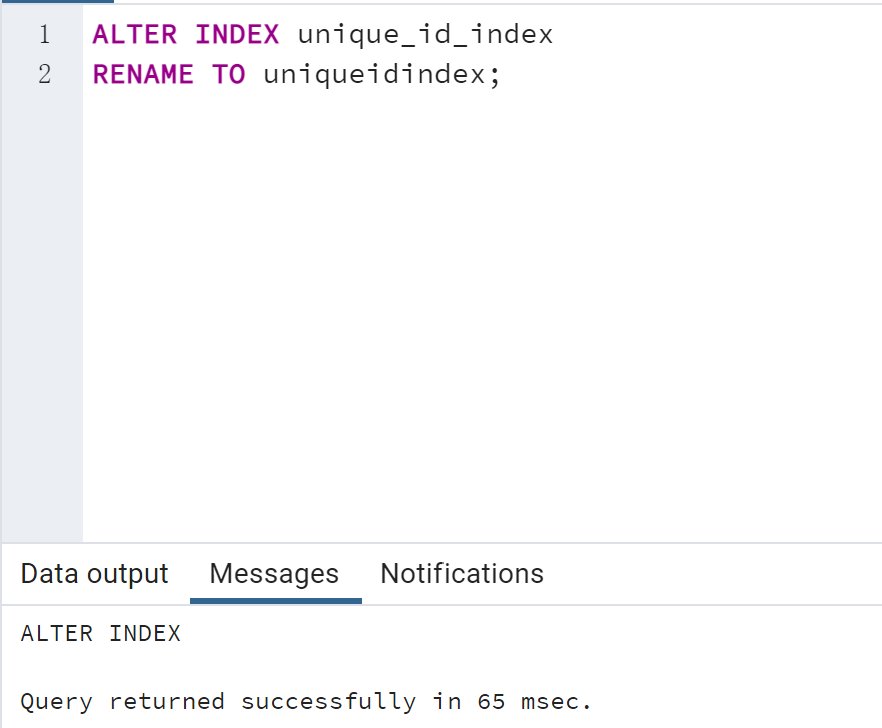 1 ALTER INDEX unique_id_index
2 RENAME TO uniqueidindex;
Data output Messages Notifications
ALTER INDEX
Query returned successfully in 65 msec.